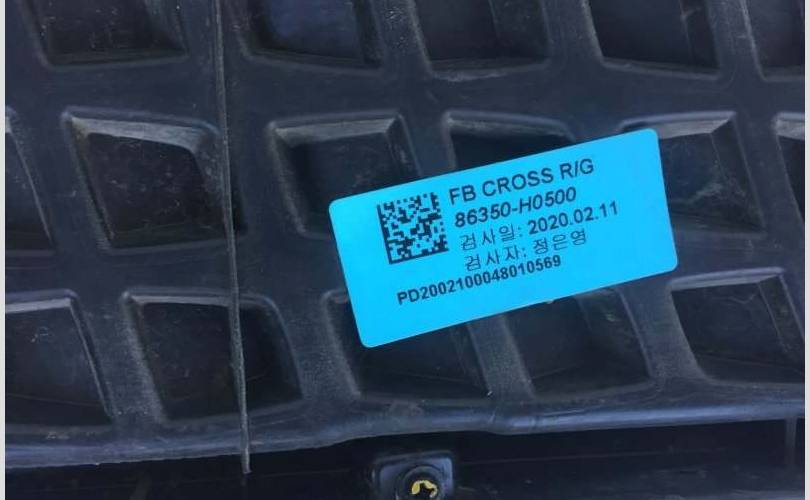 FB CROSS R/G
86350-H0500
검사일: 2020.02.11
검사자: 정은영
PD2002100048010569